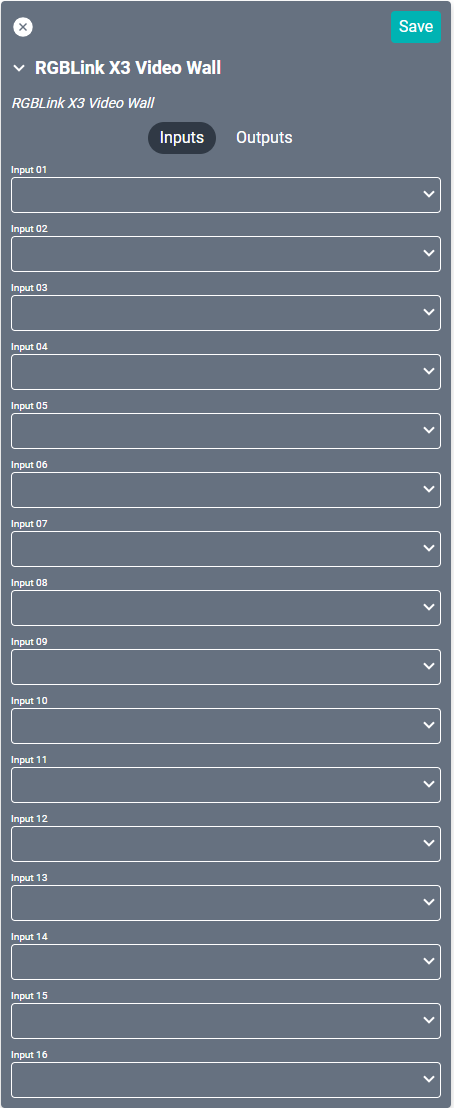 Save
RGBLink X3 Video Wall
RGBLink X3 Video Wall
Inputs Outputs
Input 01
Input 02
Input 03
Input 04
Input 05
Input 06
Input 07
Input 08
Input 09
Input 10
Input 11
Input 12
Input 13
Input 14
Input 15
Input 16